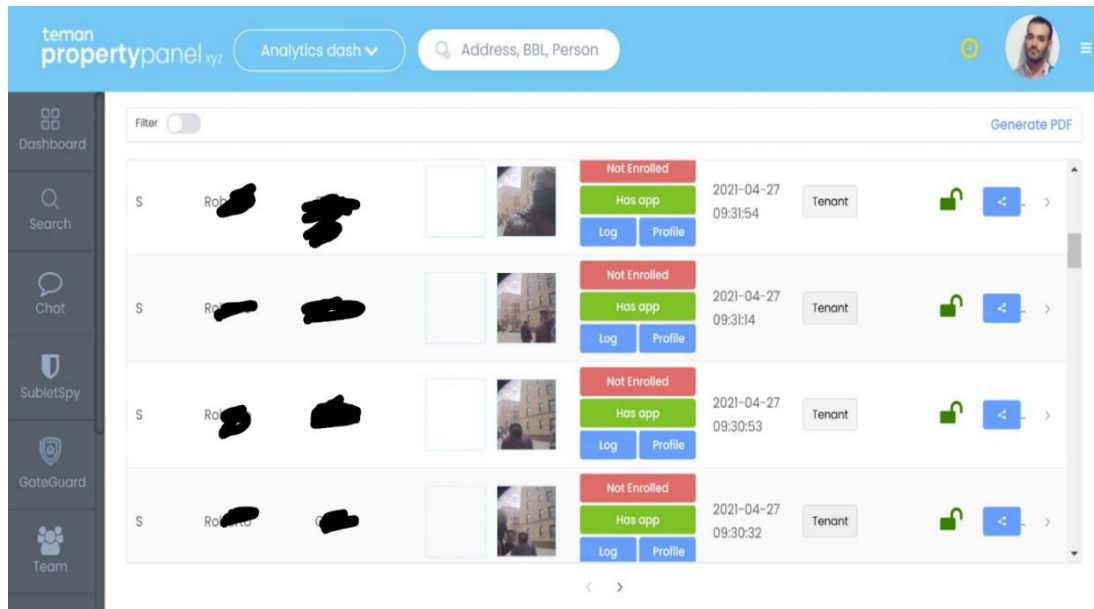 teman
propertypanel.xyz
Analytics dash
Address, BBL, Person
Dashboard
Search
Chat
SubletSpy
GateGuard
Team
Filter
Generate PDF
S
Not Enrolled
Has app
Log Profile
2021-04-27
09:31:54
Tenant
S
Not Enrolled
Has app
Log Profile
2021-04-27
09:31:14
Tenant
S
Not Enrolled
Has app
Log Profile
2021-04-27
09:30:53
Tenant
S
Not Enrolled
Has app
Log Profile
2021-04-27
09:30:32
Tenant